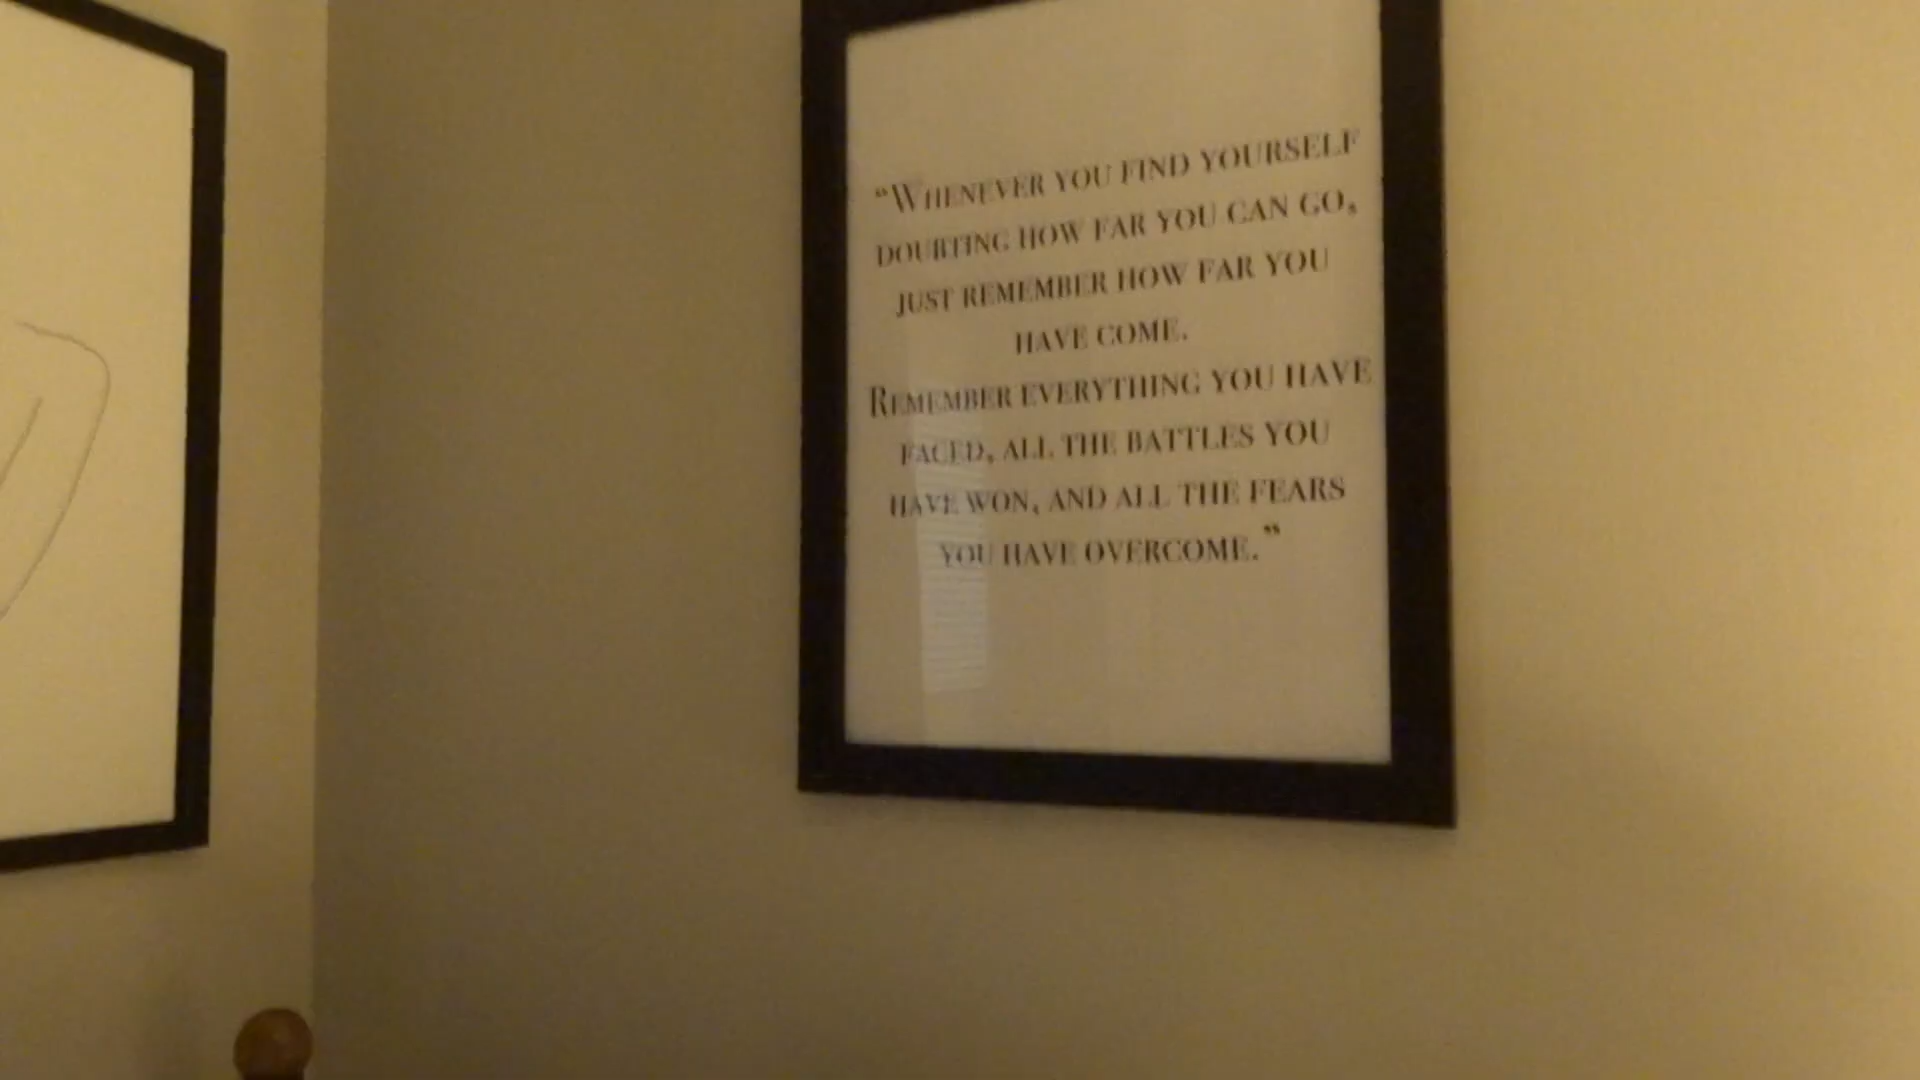 “WHENEVER YOU FIND YOURSELF
DOUBTING HOW FAR YOU CAN GO,
JUST REMEMBER HOW FAR YOU
HAVE COME.
REMEMBER EVERYTHING YOU HAVE
FACED, ALL THE BATTLES YOU
HAVE WON, AND ALL THE FEARS
YOU HAVE OVERCOME.”